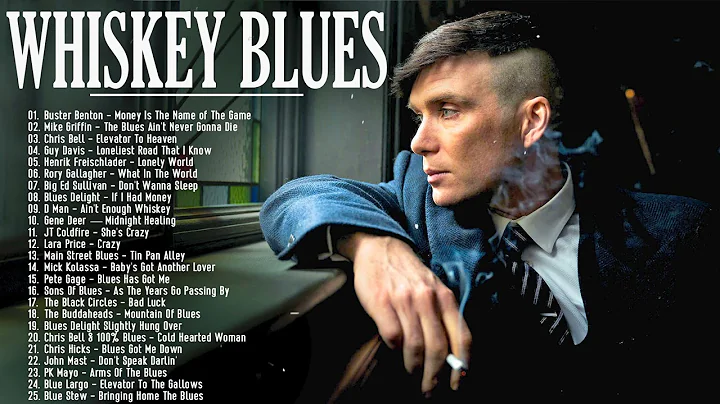 WHISKEY BLUES
01. Buster Benton - Money Is The Name of The Game
02. Mike Griffin - The Blues Ain't Never Gonna Die
03. Chris Bell - Elevator To Heaven
04. Guy Davis - Loneliest Road That I Know
05. Henrik Freischlader - Lonely World
06. Rory Gallagher - What In The World
07. Big Ed Sullivan - Don't Wanna Sleep
08. Blues Delight - If I Had Money
09. D Man - Ain't Enough Whiskey
10. Gene Deer — Midnight Healing
11. JT Coldfire - She's Crazy
12. Lara Price - Crazy
13. Main Street Blues - Tin Pan Alley
14. Mick Kolassa - Baby's Got Another Lover
15. Pete Gage - Blues Has Got Me
16. Sons Of Blues - As The Years Go Passing By
17. The Black Circles - Bad Luck
18. The Buddaheads - Mountain Of Blues
19. Blues Delight Slightly Hung Over
20. Chris Bell & 100% Blues - Cold Hearted Woman
21. Chris Hicks - Blues Got Me Down
22. John Mast - Don't Speak Darlin'
23. PK Mayo - Arms Of The Blues
24. Blue Largo - Elevator To The Gallows
25. Blue Stew - Bringing Home The Blues